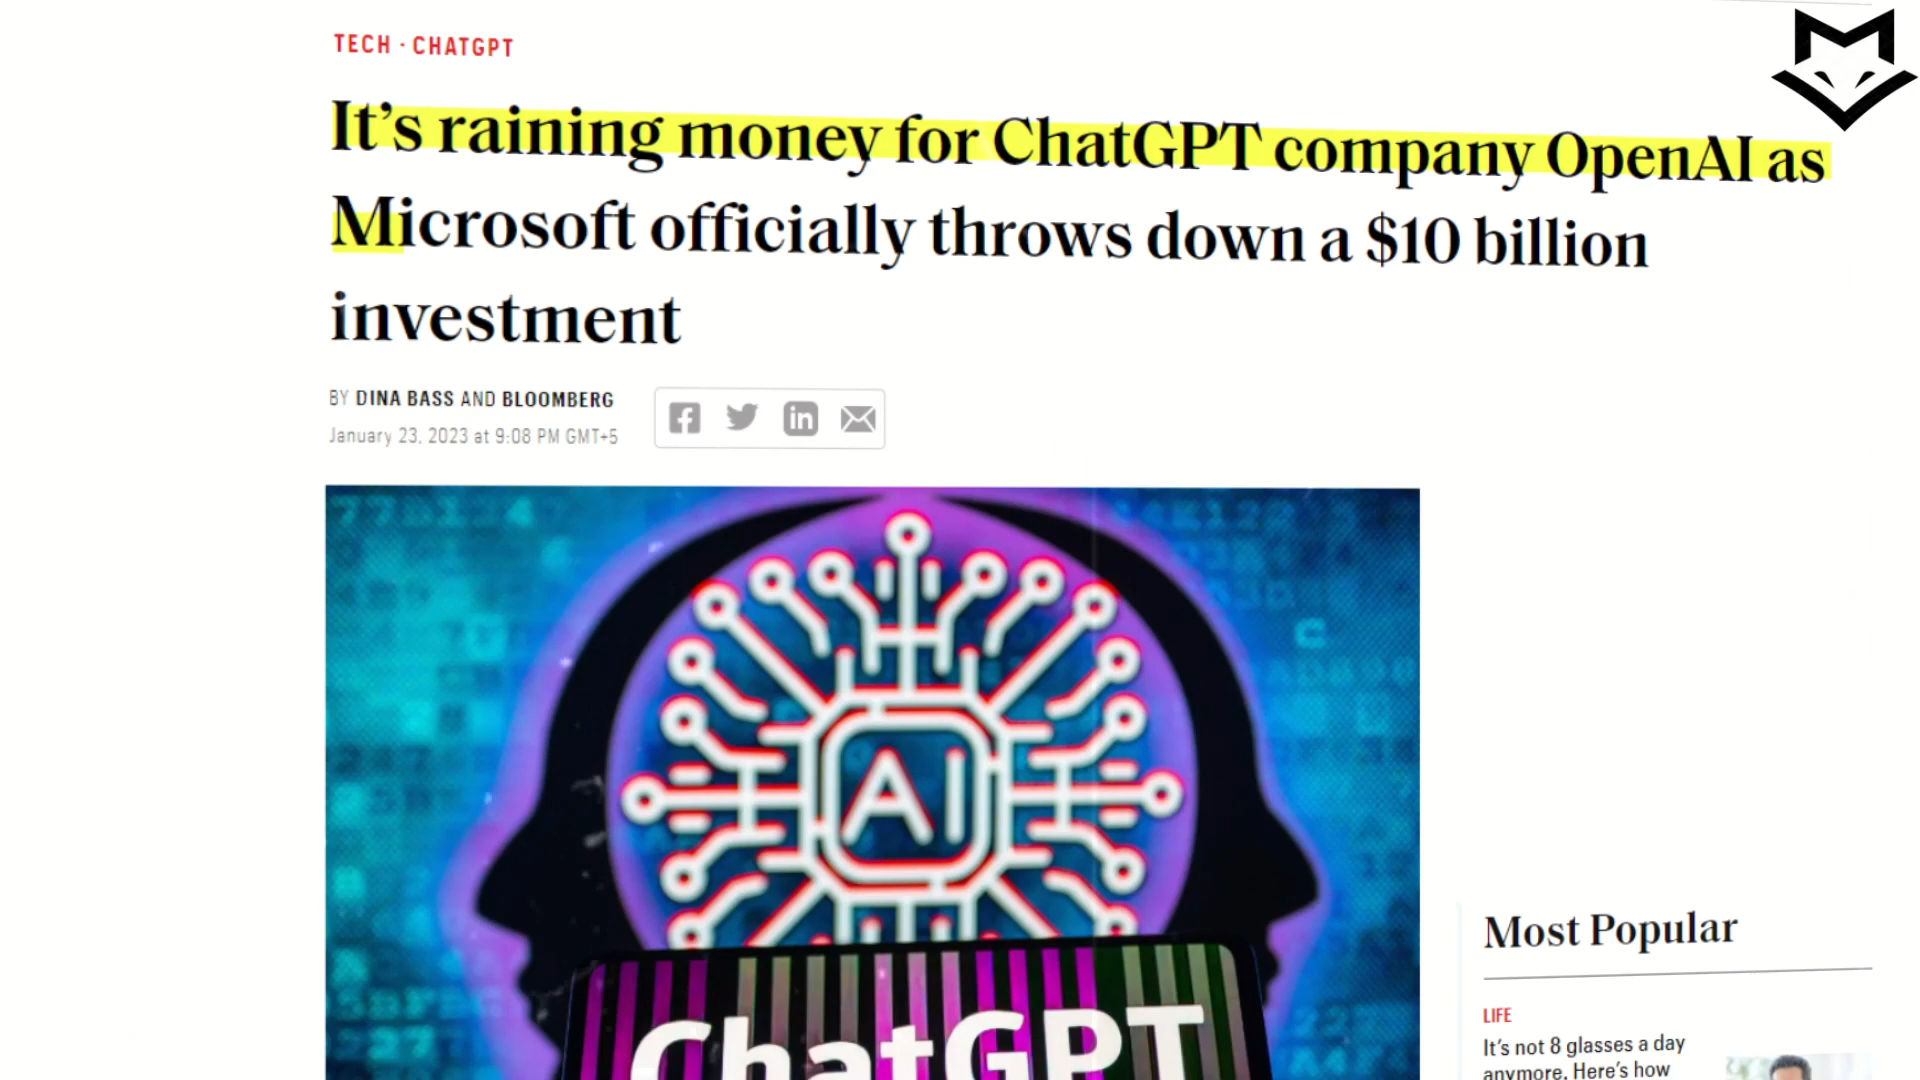 TECH · CHATGPT
It's raining money for ChatGPT company OpenAI as
Microsoft officially throws down a $10 billion
investment
BY DINA BASS AND BLOOMBERG
January 23, 2023 at 9:08 PM GMT+5
in
AI
ChatGPT
Most Popular
LIFE
It's not 8 glasses a day
anymore. Here's how